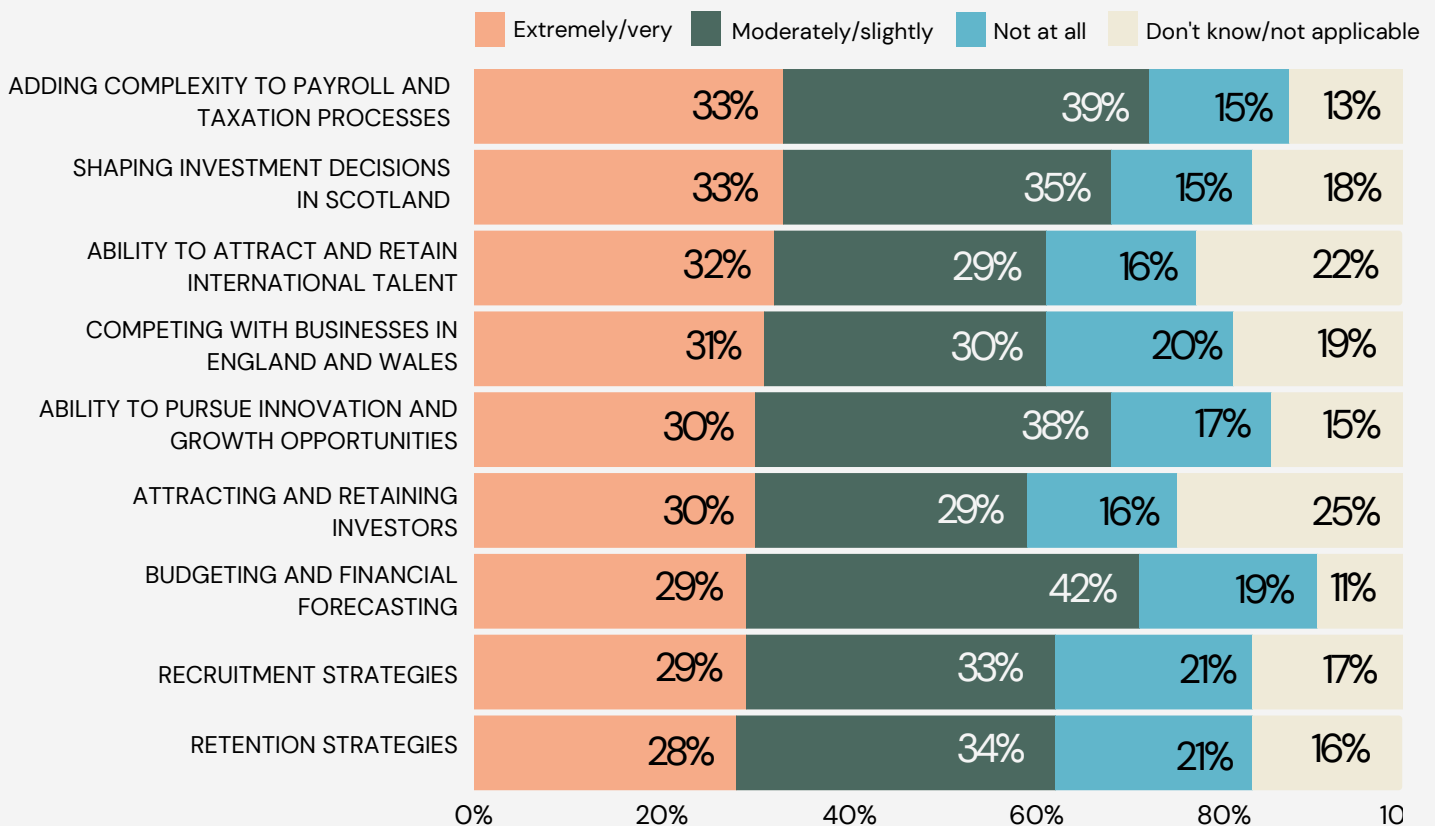 Extremely/very Moderately/slightly Not at all Don't know/not applicable
ADDING COMPLEXITY TO PAYROLL AND
TAXATION PROCESSES
33% 39% 15% 13%
SHAPING INVESTMENT DECISIONS
IN SCOTLAND
33% 35% 15% 18%
ABILITY TO ATTRACT AND RETAIN
INTERNATIONAL TALENT
32% 29% 16% 22%
COMPETING WITH BUSINESSES IN
ENGLAND AND WALES
31% 30% 20% 19%
ABILITY TO PURSUE INNOVATION AND
GROWTH OPPORTUNITIES
30% 38% 17% 15%
ATTRACTING AND RETAINING
INVESTORS
30% 29% 16% 25%
BUDGETING AND FINANCIAL
FORECASTING
29% 42% 19% 11%
RECRUITMENT STRATEGIES
29% 33% 21% 17%
RETENTION STRATEGIES
28% 34% 21% 16%
0% 20% 40% 60% 80% 10